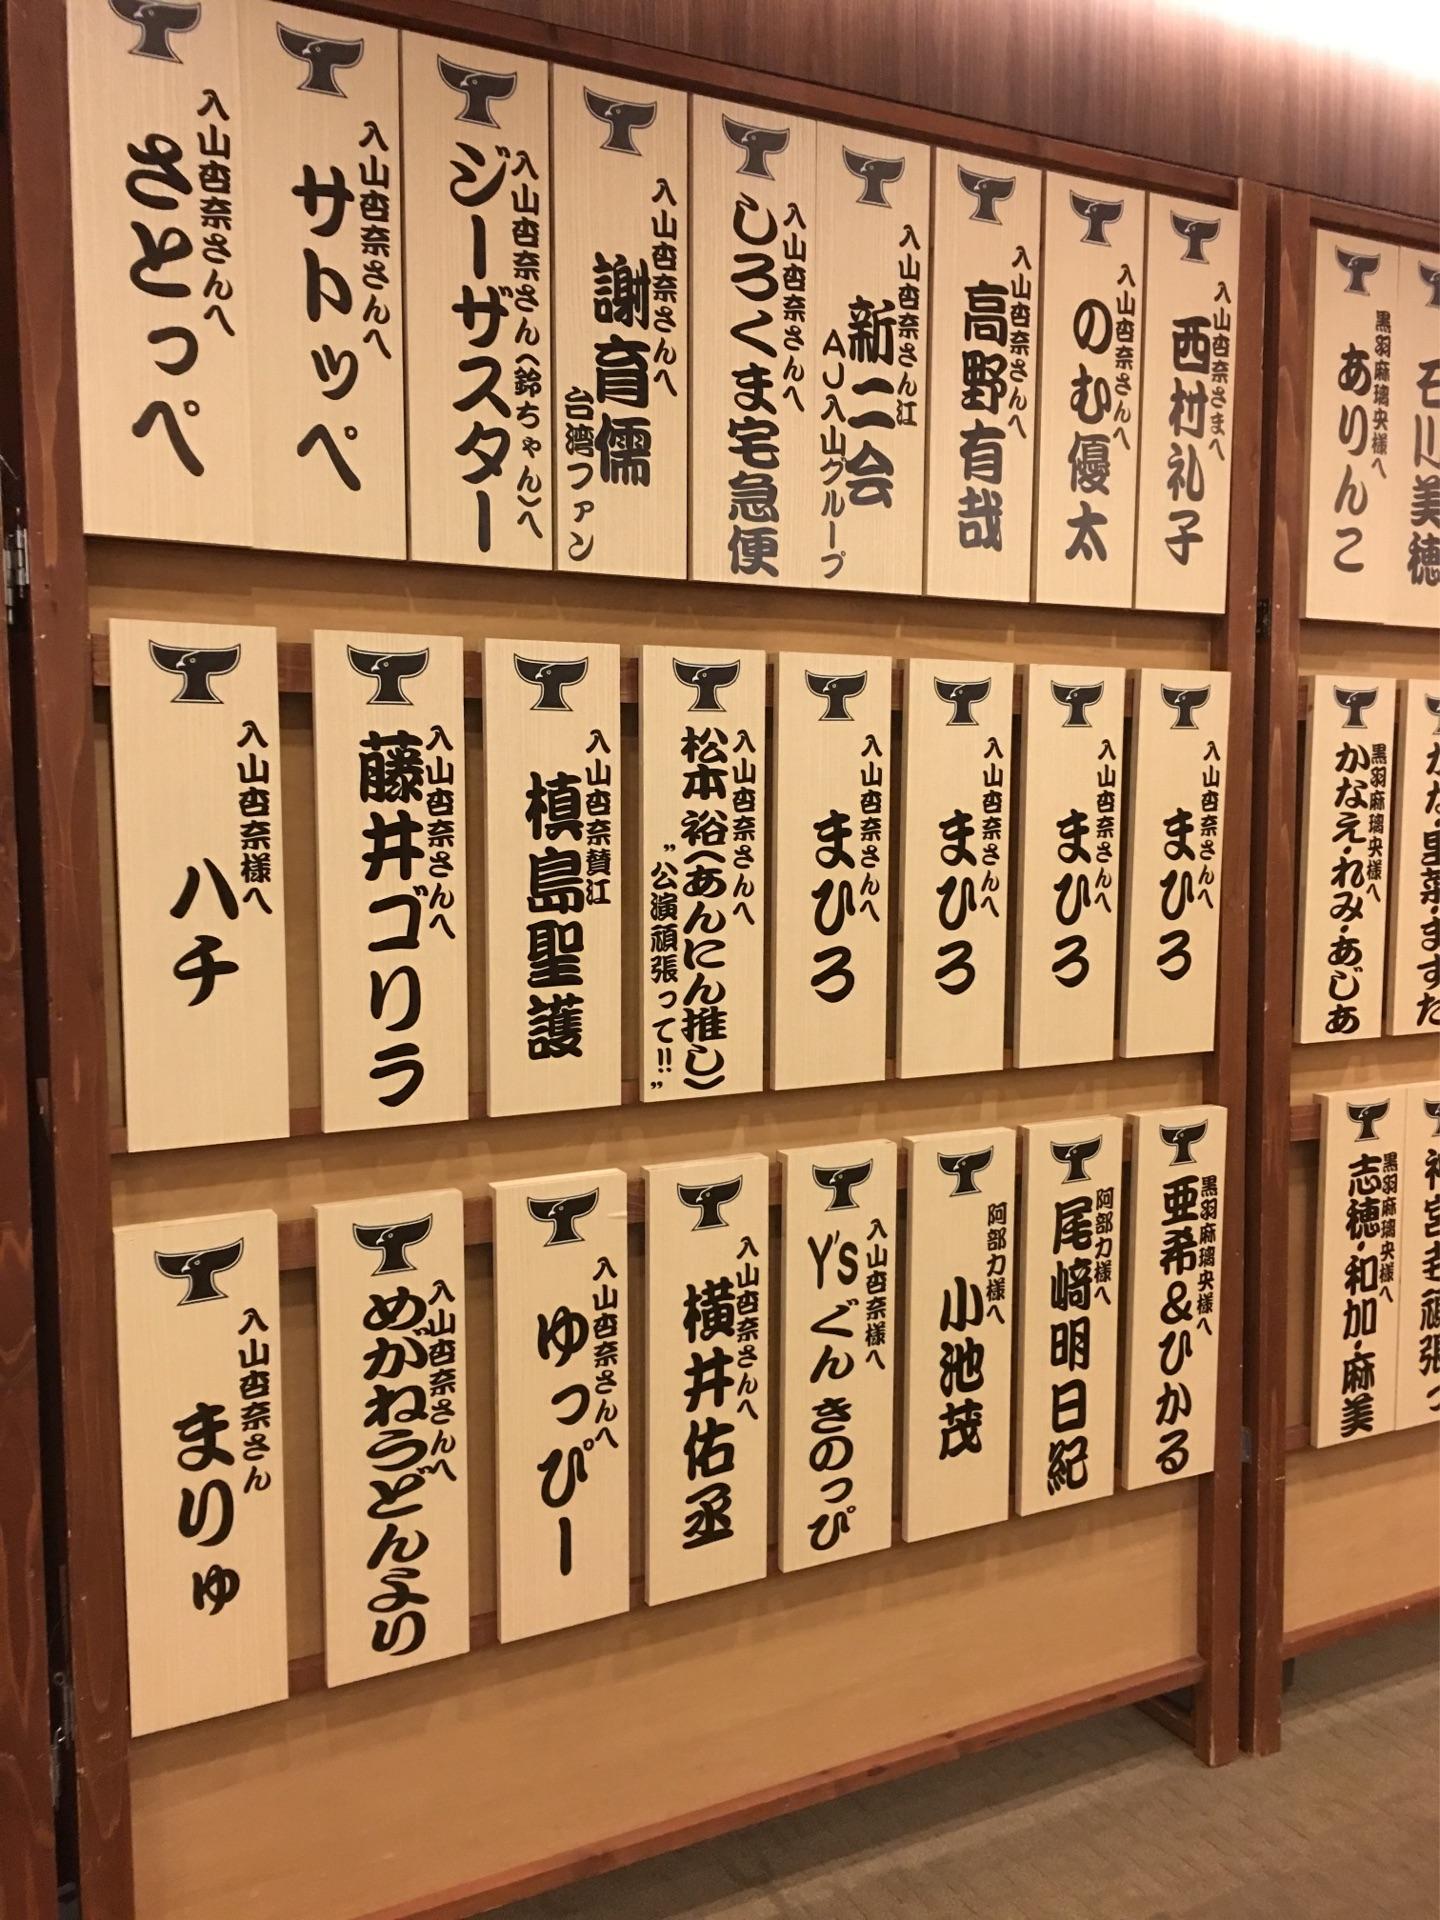 入山杏奈さまへ
西村礼子
入山杏奈さんへ
のむ優太
入山杏奈さんへ
高野有哉
入山杏奈さん江
新二会
AJ入山グループ
入山杏奈さんへ
しろくま宅急便
入山杏奈さんへ
謝育儒
台湾ファン
入山杏奈さん(鈴ちゃん)へ
ジーザスター
入山杏奈さんへ
サトッペ
入山杏奈さんへ
さとっぺ
入山杏奈さんへ
まひろ
入山杏奈さんへ
まひろ
入山杏奈さんへ
まひろ
入山杏奈さんへ
まひろ
入山杏奈さんへ
松本 裕(あんにん推し)
"公演頑張って!!"
入山杏奈賛江
槙島聖護
入山杏奈さんへ
藤井ゴリラ
入山杏奈様へ
ハチ
黒羽麻璃央様へ
亜希&ひかる
阿部力様へ
尾﨑明日紀
阿部力様へ
小池茂
入山杏奈様へ
Y'sぐん きのっぴ
入山杏奈さんへ
横井佑丞
入山杏奈さんへ
ゆっぴー
入山杏奈さんへ
めがねうどんより
入山杏奈さん
まりゅ
石川美穂
黒羽麻璃央様へ
ありんこ
黒羽麻璃央様へ
かなえ・れみ・あじあ
黒羽麻璃央様へ
志穂・和加・麻美